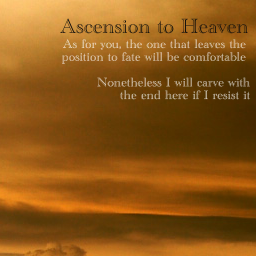 Ascension to Heaven
As for you, the one that leaves the
position to fate will be comfortable
Nonetheless I will carve with
the end here if I resist it